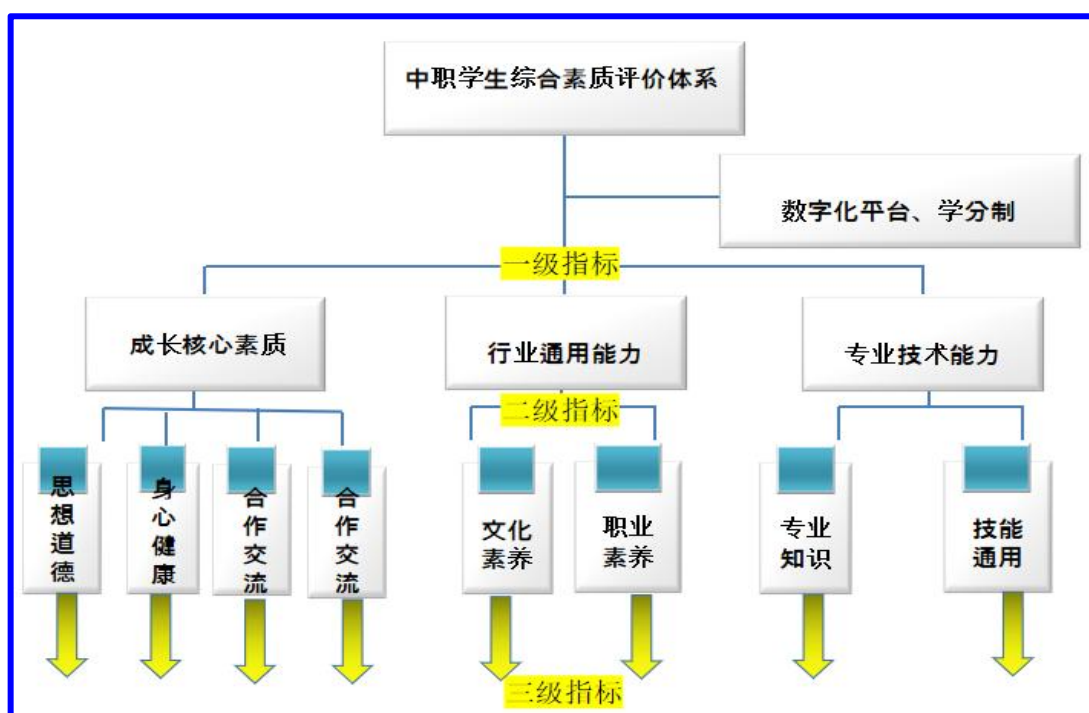 中职学生综合素质评价体系
数字化平台、学分制
一级指标
成长核心素质
行业通用能力
专业技术能力
二级指标
思想道德
身心健康
合作交流
合作交流
文化
素养
职业
素养
专业
知识
技能
通用
三级指标